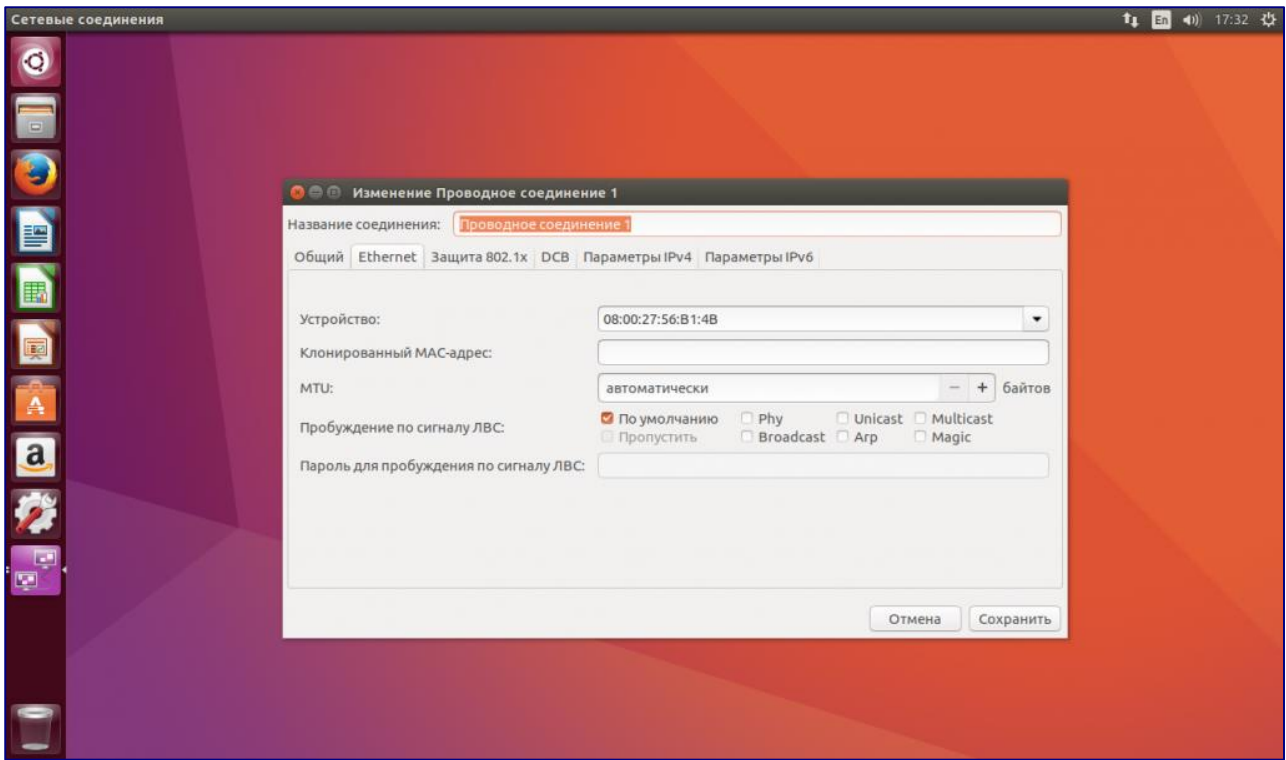 Сетевые соединения En 17:32
Изменение Проводное соединение 1
Название соединения: Проводное соединение 1
Общий Ethernet Защита 802.1x DCB Параметры IPv4 Параметры IPv6
Устройство: 08:00:27:56:B1:4B
Клонированный MAC-адрес:
MTU: автоматически − + байтов
Пробуждение по сигналу ЛВС: По умолчанию Phy Unicast Multicast
Пропустить Broadcast Arp Magic
Пароль для пробуждения по сигналу ЛВС:
Отмена Сохранить